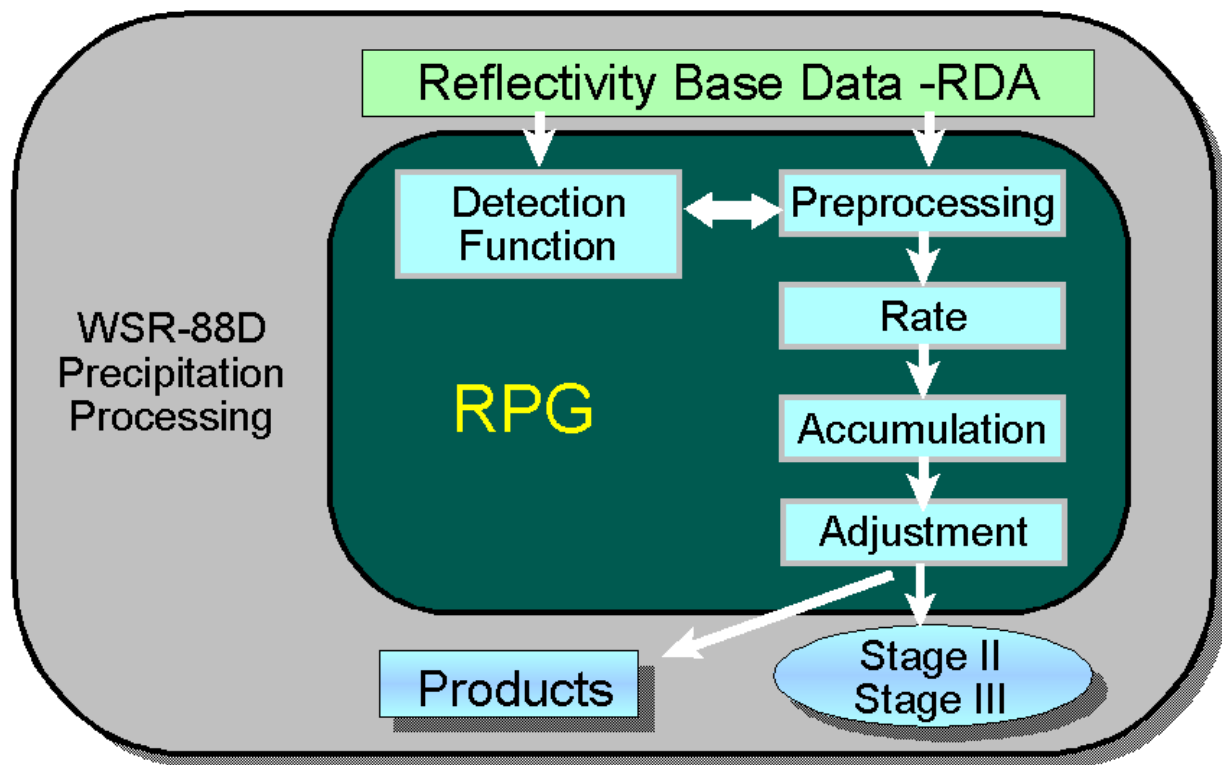 Reflectivity Base Data -RDA
Detection
Function
Preprocessing
Rate
WSR-88D
Precipitation
Processing
RPG
Accumulation
Adjustment
Products
Stage II
Stage III